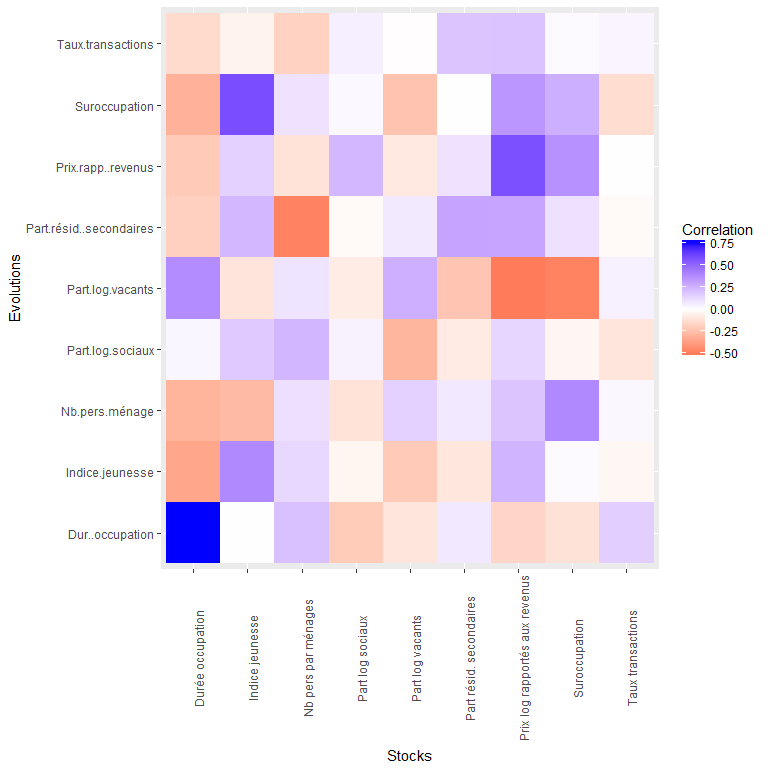 Taux.transactions
Suroccupation
Prix.rapp..revenus
Part.résid..secondaires
Part.log.vacants
Part.log.sociaux
Nb.pers.ménage
Indice.jeunesse
Dur..occupation
Evolutions
Durée occupation
Indice jeunesse
Nb pers par ménages
Part log sociaux
Part log vacants
Part résid. secondaires
Prix log rapportés aux revenus
Suroccupation
Taux transactions
Stocks
Correlation
0.75
0.50
0.25
0.00
-0.25
-0.50